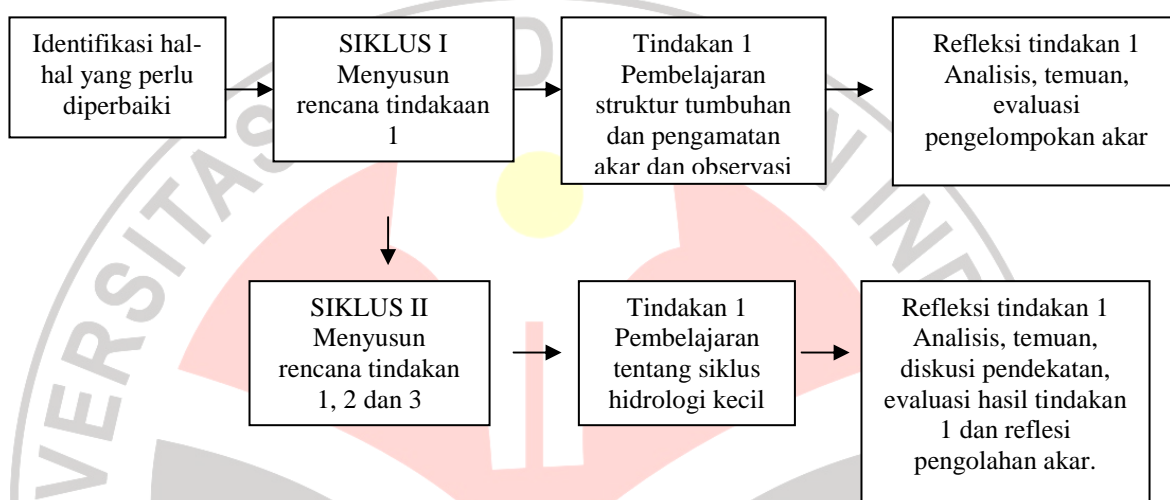 Identifikasi hal-
hal yang perlu
diperbaiki
SIKLUS I
Menyusun
rencana tindakaan
1
Tindakan 1
Pembelajaran
struktur tumbuhan
dan pengamatan
akar dan observasi
Refleksi tindakan 1
Analisis, temuan,
evaluasi
pengelompokan akar
SIKLUS II
Menyusun
rencana tindakan
1, 2 dan 3
Tindakan 1
Pembelajaran
tentang siklus
hidrologi kecil
Refleksi tindakan 1
Analisis, temuan,
diskusi pendekatan,
evaluasi hasil tindakan
1 dan reflesi
pengolahan akar.